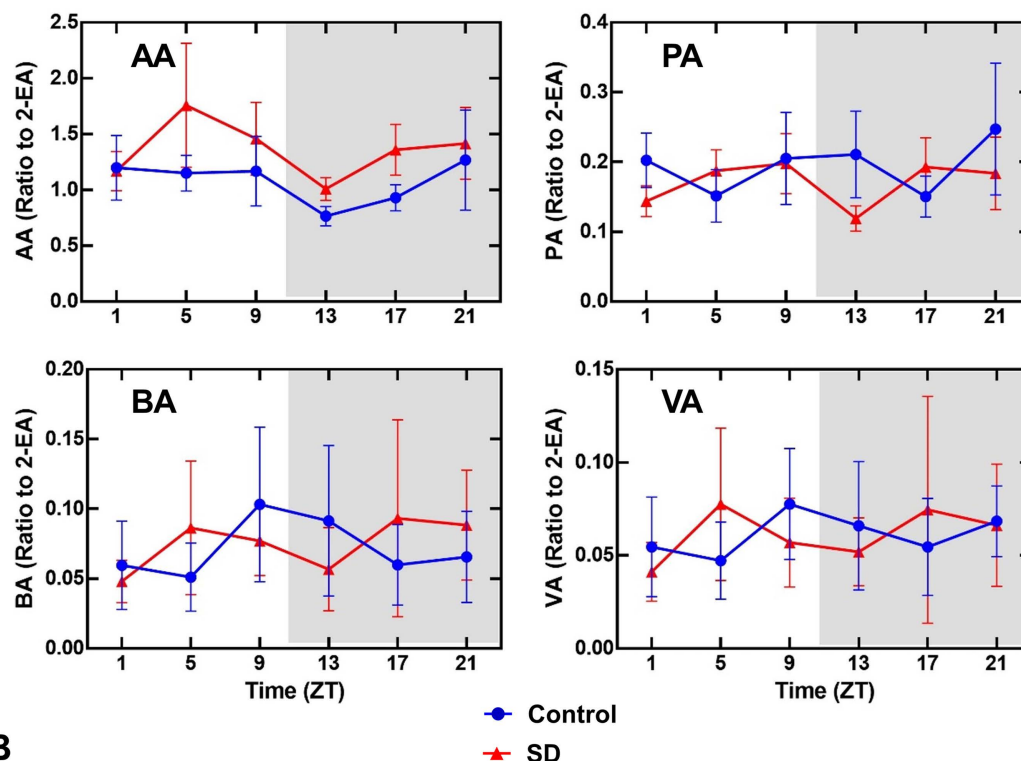 AA
AA (Ratio to 2-EA)
2.5
2.0
1.5
1.0
0.5
0.0
1 5 9 13 17 21
PA
PA (Ratio to 2-EA)
0.4
0.3
0.2
0.1
0.0
1 5 9 13 17 21
BA
BA (Ratio to 2-EA)
0.20
0.15
0.10
0.05
0.00
1 5 9 13 17 21
Time (ZT)
VA
VA (Ratio to 2-EA)
0.15
0.10
0.05
0.00
1 5 9 13 17 21
Time (ZT)
Control
SD
B